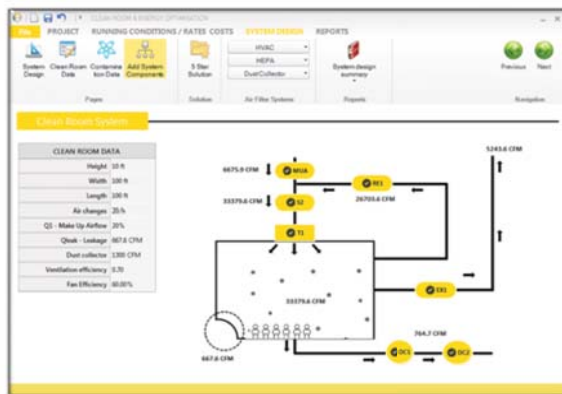 CLEAN ROOM & ENERGY OPTIMISATION
File PROJECT RUNNING CONDITIONS / RATES COSTS SYSTEM DESIGN REPORTS
System Design
Clean Room Data
Contamina tion Data
Add System Components
5 Star Solution
HVAC
HEPA
DustCollector
System design summary
Previous
Next
Pages
Solution
Air Filter Systems
Reports
Navigation
Clean Room System
CLEAN ROOM DATA
Height 10 ft
Width 100 ft
Length 100 ft
Air changes 20/h
Q1 - Make Up Airflow 20%
Qleak - Leakage 667.6 CFM
Dust collector 1300 CFM
Ventilation efficiency 0.70
Fan Efficiency 60.00%
5243.6 CFM
6675.9 CFM
MUA
RE1
33379.6 CFM
S2
26703.6 CFM
T1
33379.6 CFM
EX1
764.7 CFM
667.6 CFM
DC1
DC2